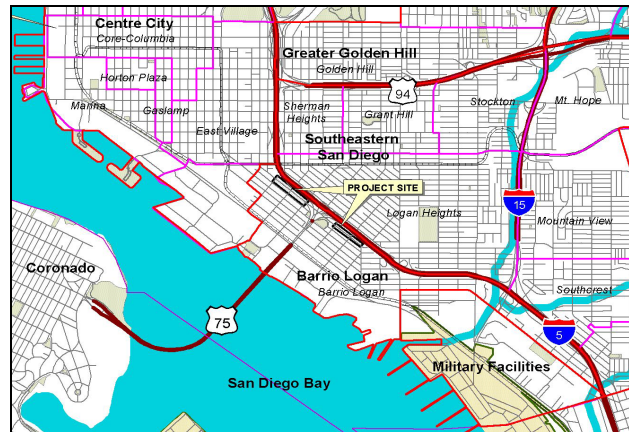 Centre City
Core-Columbia
Greater Golden Hill
Golden Hill
Horton Plaza
94
Marina
Gaslamp
Sherman
Heights
Grant Hill
Stockton
Mt. Hope
East Village
Southeastern
San Diego
PROJECT SITE
15
Logan Heights
Mountain View
Coronado
Barrio Logan
Barrio Logan
Southcrest
75
5
Military Facilities
San Diego Bay